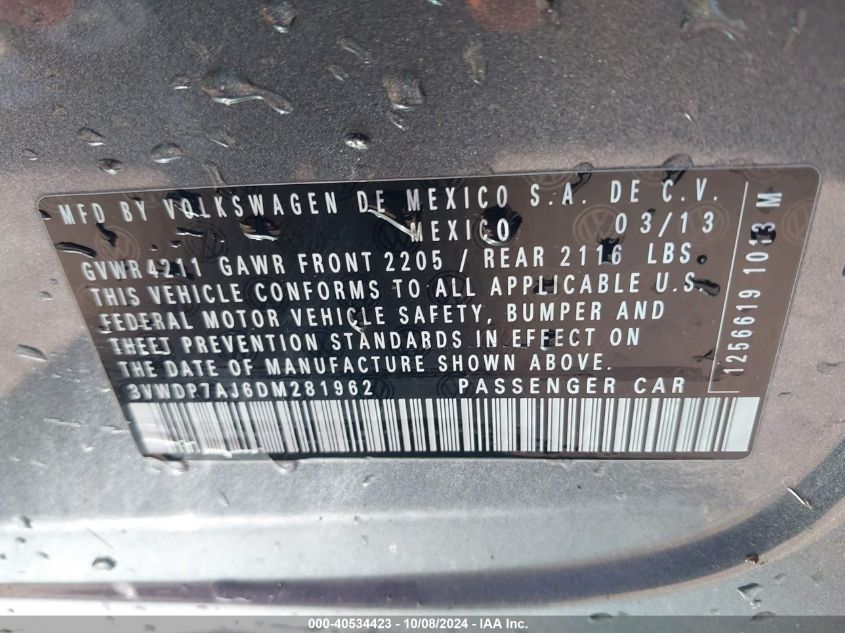 MFD BY VOLKSWAGEN DE MEXICO S.A. DE C.V.
MEXICO 03/13
GVWR4211 GAWR FRONT 2205 / REAR 2116 LBS.
THIS VEHICLE CONFORMS TO ALL APPLICABLE U.S.
FEDERAL MOTOR VEHICLE SAFETY, BUMPER AND
THEFT PREVENTION STANDARDS IN EFFECT ON
THE DATE OF MANUFACTURE SHOWN ABOVE.
3VWDP7AJ6DM281962 PASSENGER CAR
1256619 1013 M
000-40534423 - 10/08/2024 - IAA Inc.